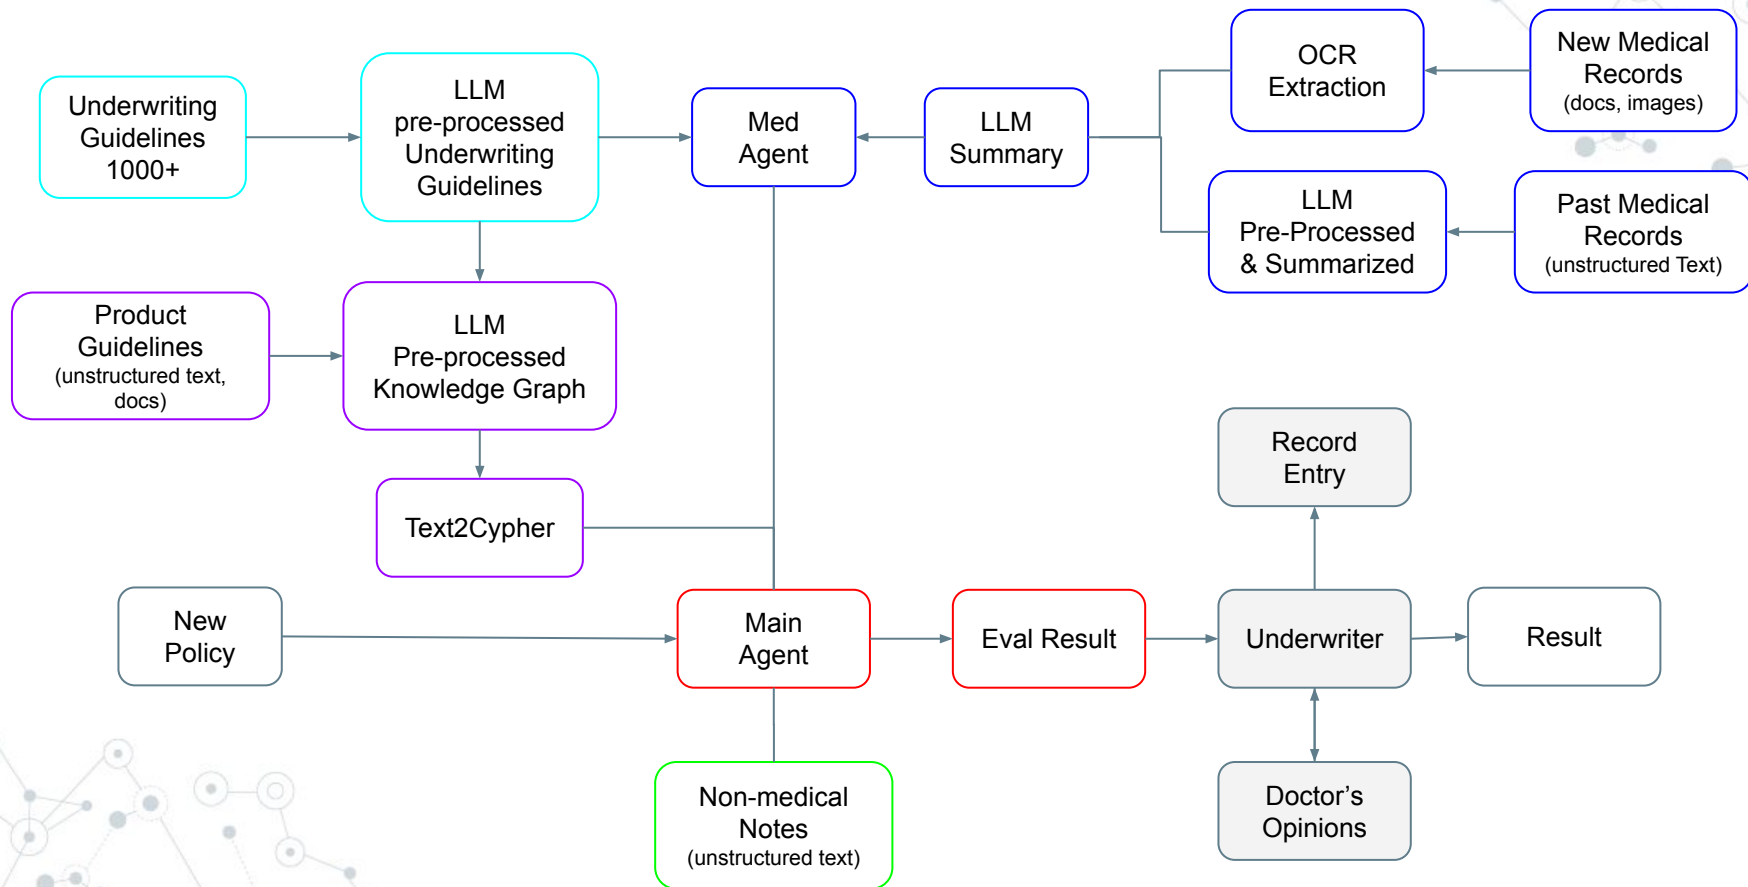 Underwriting
Guidelines
1000+
LLM
pre-processed
Underwriting
Guidelines
Med
Agent
LLM
Summary
OCR
Extraction
New Medical
Records
(docs, images)
LLM
Pre-Processed
& Summarized
Past Medical
Records
(unstructured Text)
Product
Guidelines
(unstructured text,
docs)
LLM
Pre-processed
Knowledge Graph
Text2Cypher
Record
Entry
New
Policy
Main
Agent
Eval Result
Underwriter
Result
Non-medical
Notes
(unstructured text)
Doctor's
Opinions